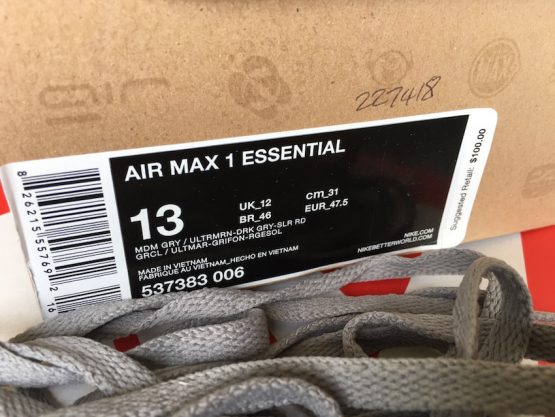 227418
AIR MAX 1 ESSENTIAL
13
UK_12
cm_31
BR_46
EUR_47.5
MDM GRY / ULTRMRN-DRK GRY-SLR RD
GRCL / ULTMAR-GRIFON-RGESOL
MADE IN VIETNAM
FABRIQUE AU VIETNAM_HECHO EN VIETNAM
537383 006
NIKE.COM
NIKEBETTERWORLD.COM
Suggested Retail: $100.00